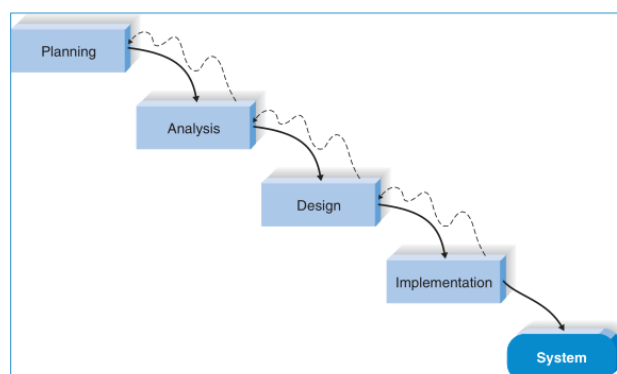 Planning
Analysis
Design
Implementation
System